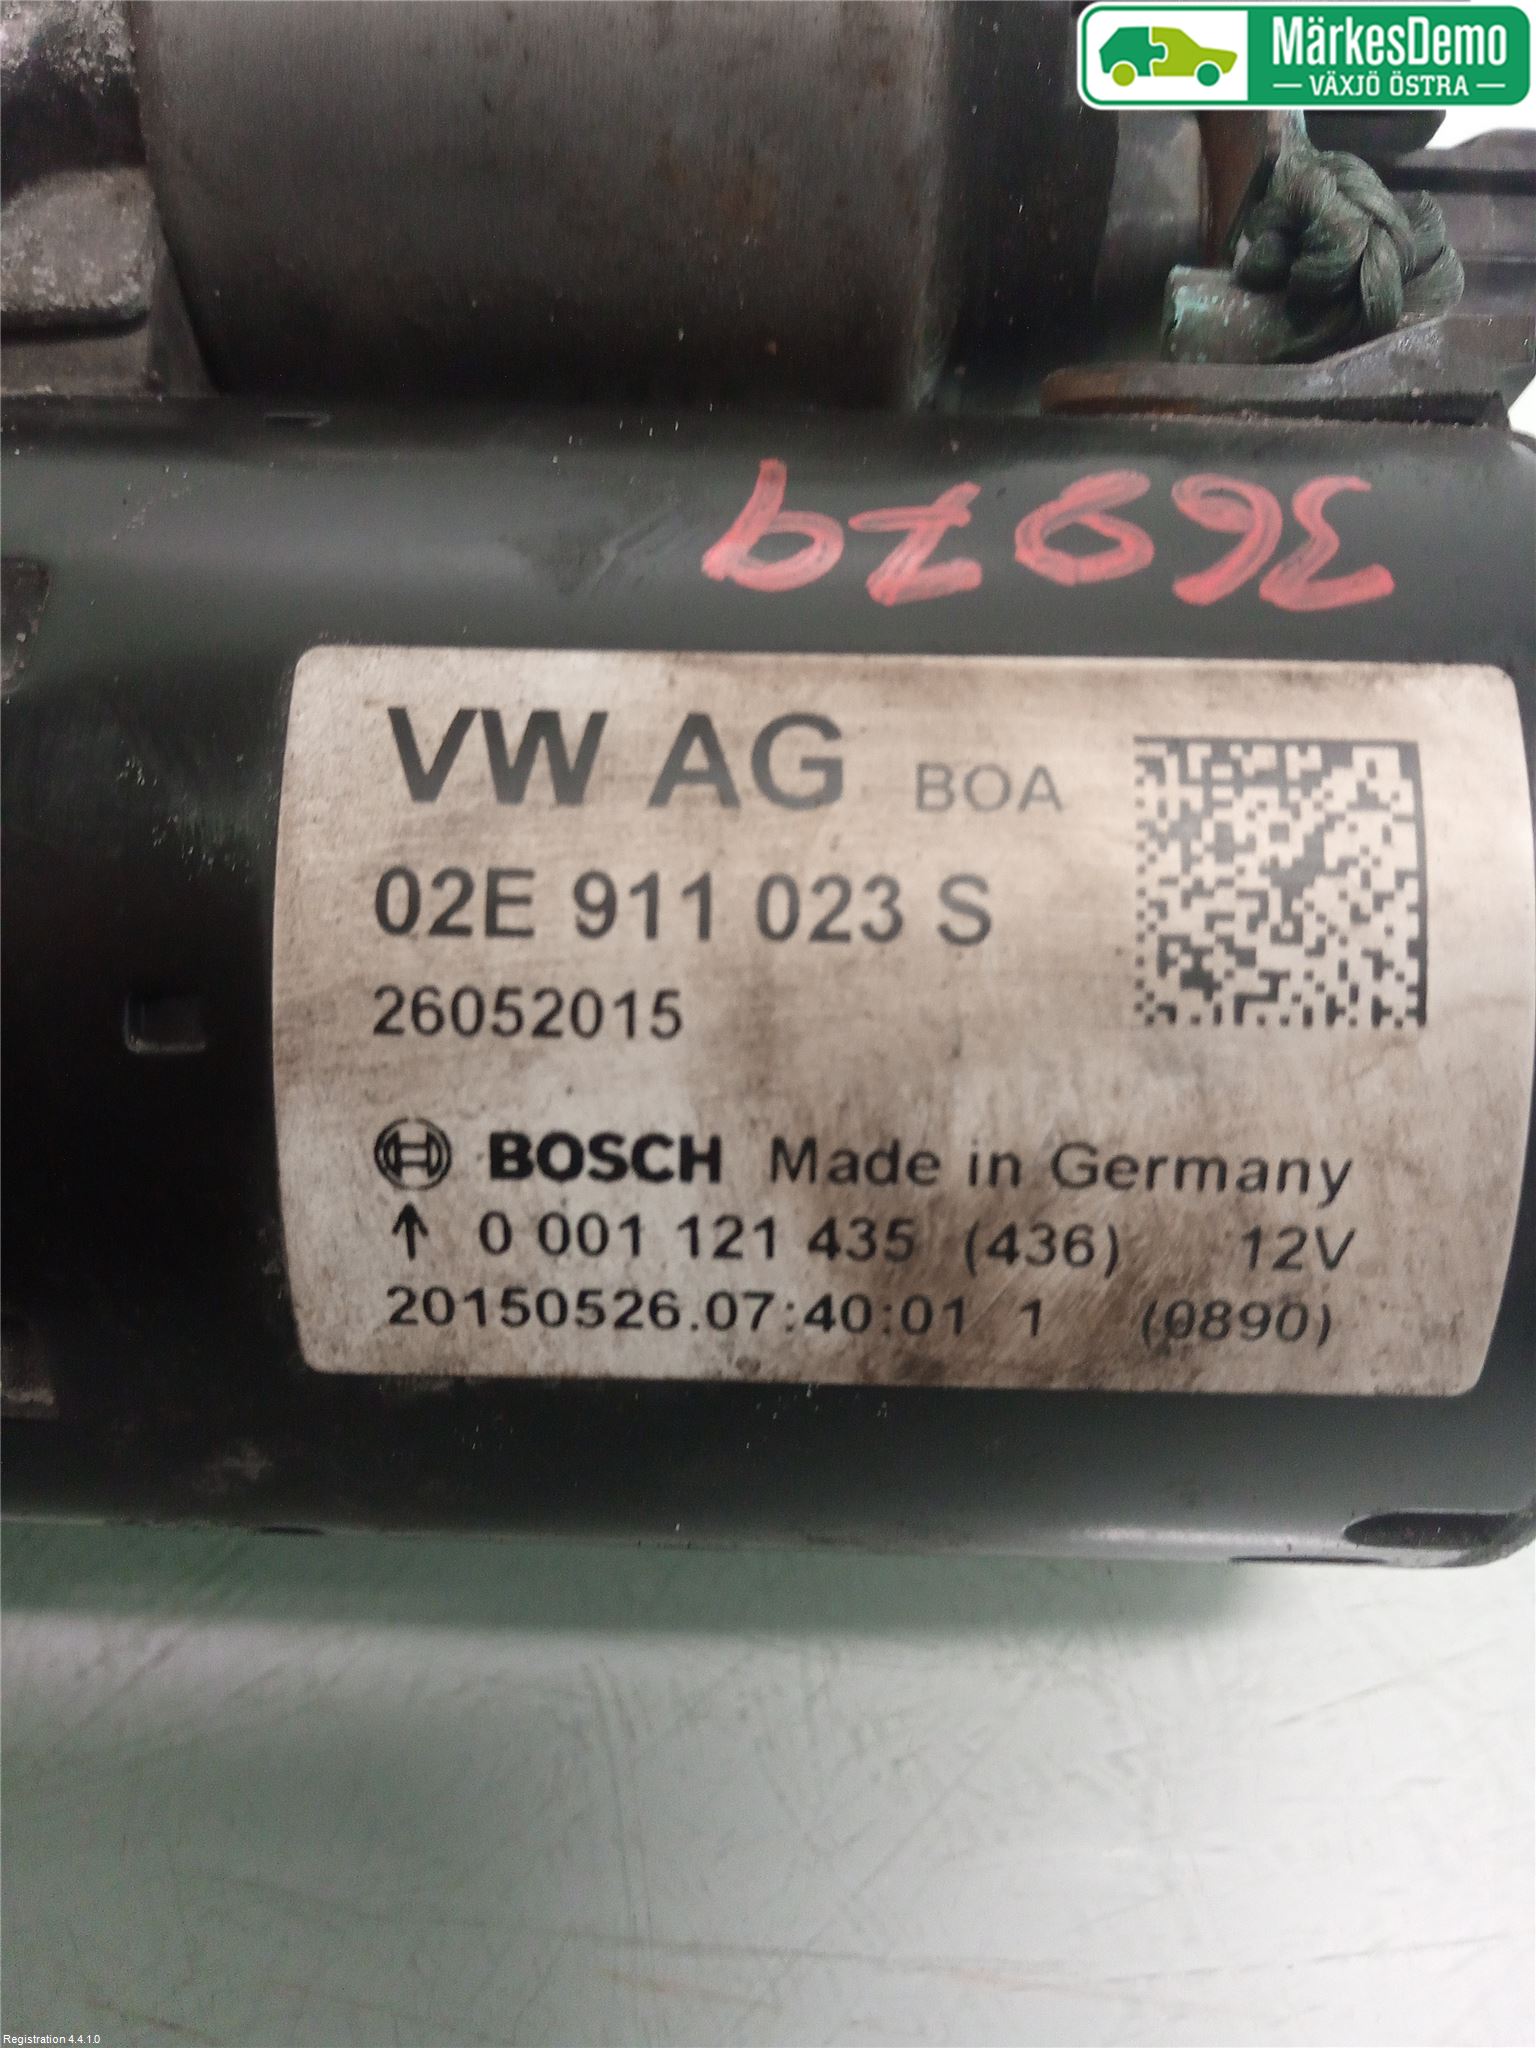 MärkesDemo
VÄXJÖ ÖSTRA
VW AG BOA
02E 911 023 S
26052015
BOSCH Made in Germany
↑ 0 001 121 435 (436) 12V
20150526.07:40:01 1 (0890)
Registration 4.4.1.0